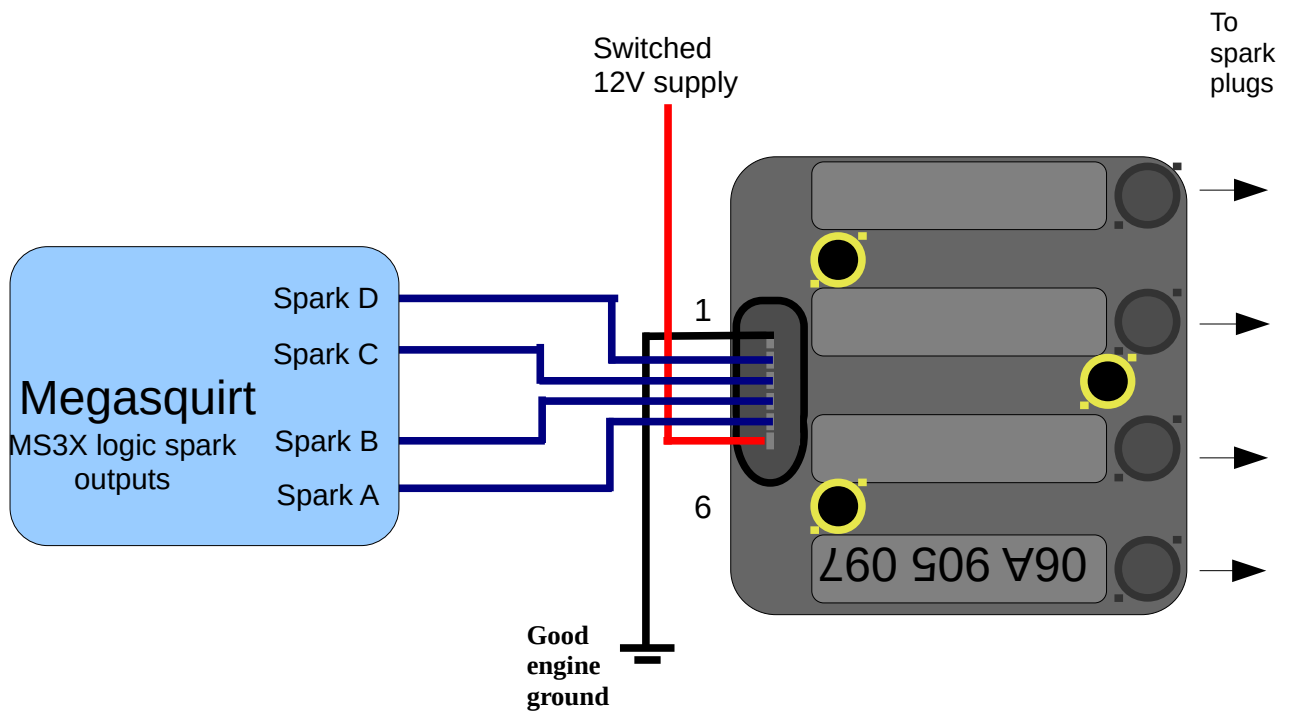 To
spark
plugs
Switched
12V supply
Spark D
1
Spark C
Megasquirt
MS3X logic spark
outputs
Spark B
Spark A
6
06A 905 097
Good
engine
ground